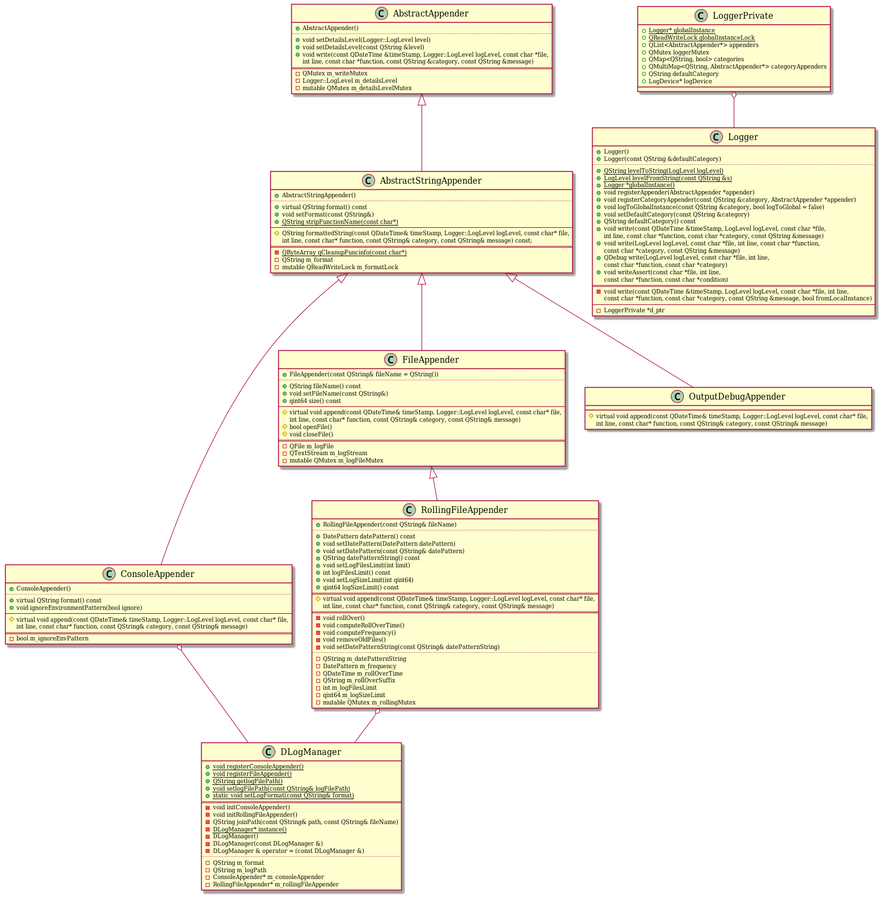 AbstractAppender
AbstractAppender()
void setDetailsLevel(Logger::LogLevel level)
void setDetailsLevel(const QString &level)
void write(const QDateTime &timeStamp, Logger::LogLevel logLevel, const char *file,
int line, const char *function, const QString &category, const QString &message)
QMutex m_writeMutex
Logger::LogLevel m_detailsLevel
mutable QMutex m_detailsLevelMutex
LoggerPrivate
Logger* globalInstance
QReadWriteLock globalInstanceLock
QList<AbstractAppender*> appenders
QMutex loggerMutex
QMap<QString, bool> categories
QMultiMap<QString, AbstractAppender*> categoryAppenders
QString defaultCategory
LogDevice* logDevice
Logger
Logger()
Logger(const QString &defaultCategory)
QString levelToString(LogLevel logLevel)
LogLevel levelFromString(const QString &s)
Logger *globalInstance()
void registerAppender(AbstractAppender *appender)
void registerCategoryAppender(const QString &category, AbstractAppender *appender)
void logToGlobalInstance(const QString &category, bool logToGlobal = false)
void setDefaultCategory(const QString &category)
QString defaultCategory() const
void write(const QDateTime &timeStamp, LogLevel logLevel, const char *file,
int line, const char *function, const char *category, const QString &message)
void write(LogLevel logLevel, const char *file, int line, const char *function,
const char *category, const QString &message)
QDebug write(LogLevel logLevel, const char *file, int line,
const char *function, const char *category)
void writeAssert(const char *file, int line,
const char *function, const char *condition)
void write(const QDateTime &timeStamp, LogLevel logLevel, const char *file, int line,
const char *function, const char *category, const QString &message, bool fromLocalInstance)
LoggerPrivate *d_ptr
AbstractStringAppender
AbstractStringAppender()
virtual QString format() const
void setFormat(const QString&)
QString stripFunctionName(const char*)
QString formattedString(const QDateTime& timeStamp, Logger::LogLevel logLevel, const char* file,
int line, const char* function, const QString& category, const QString& message) const;
QByteArray qCleanupFuncinfo(const char*)
QString m_format
mutable QReadWriteLock m_formatLock
FileAppender
FileAppender(const QString& fileName = QString())
QString fileName() const
void setFileName(const QString&)
qint64 size() const
virtual void append(const QDateTime& timeStamp, Logger::LogLevel logLevel, const char* file,
int line, const char* function, const QString& category, const QString& message)
bool openFile()
void closeFile()
QFile m_logFile
QTextStream m_logStream
mutable QMutex m_logFileMutex
OutputDebugAppender
virtual void append(const QDateTime& timeStamp, Logger::LogLevel logLevel, const char* file,
int line, const char* function, const QString& category, const QString& message)
RollingFileAppender
RollingFileAppender(const QString& fileName)
DatePattern datePattern() const
void setDatePattern(DatePattern datePattern)
void setDatePattern(const QString& datePattern)
QString datePatternString() const
void setLogFilesLimit(int limit)
int logFilesLimit() const
void setLogSizeLimit(int qint64)
qint64 logSizeLimit() const
virtual void append(const QDateTime& timeStamp, Logger::LogLevel logLevel, const char* file,
int line, const char* function, const QString& category, const QString& message)
void rollOver()
void computeRollOverTime()
void computeFrequency()
void removeOldFiles()
void setDatePatternString(const QString& datePatternString)
QString m_datePatternString
DatePattern m_frequency
QDateTime m_rollOverTime
QString m_rollOverSuffix
int m_logFilesLimit
qint64 m_logSizeLimit
mutable QMutex m_rollingMutex
ConsoleAppender
ConsoleAppender()
virtual QString format() const
void ignoreEnvironmentPattern(bool ignore)
virtual void append(const QDateTime& timeStamp, Logger::LogLevel logLevel, const char* file,
int line, const char* function, const QString& category, const QString& message)
bool m_ignoreEnvPattern
DLogManager
void registerConsoleAppender()
void registerFileAppender()
QString getlogFilePath()
void setlogFilePath(const QString& logFilePath)
static void setLogFormat(const QString& format)
void initConsoleAppender()
void initRollingFileAppender()
QString joinPath(const QString& path, const QString& fileName)
DLogManager* instance()
DLogManager()
DLogManager(const DLogManager &)
DLogManager & operator = (const DLogManager &)
QString m_format
QString m_logPath
ConsoleAppender* m_consoleAppender
RollingFileAppender* m_rollingFileAppender